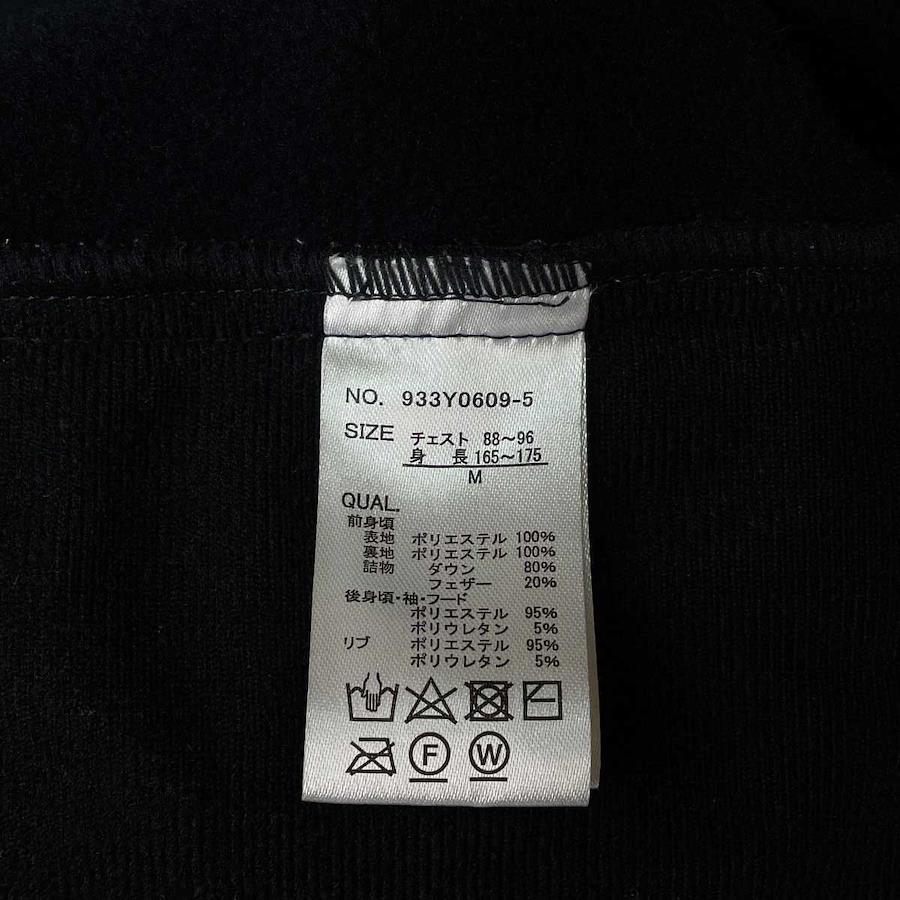 NO. 933Y0609-5
SIZE チェスト 88～96
身 長 165～175
M
QUAL.
前身頃
表地 ポリエステル 100%
裏地 ポリエステル 100%
詰物 ダウン 80%
フェザー 20%
後身頃・袖・フード
ポリエステル 95%
ポリウレタン 5%
リブ ポリエステル 95%
ポリウレタン 5%
F W